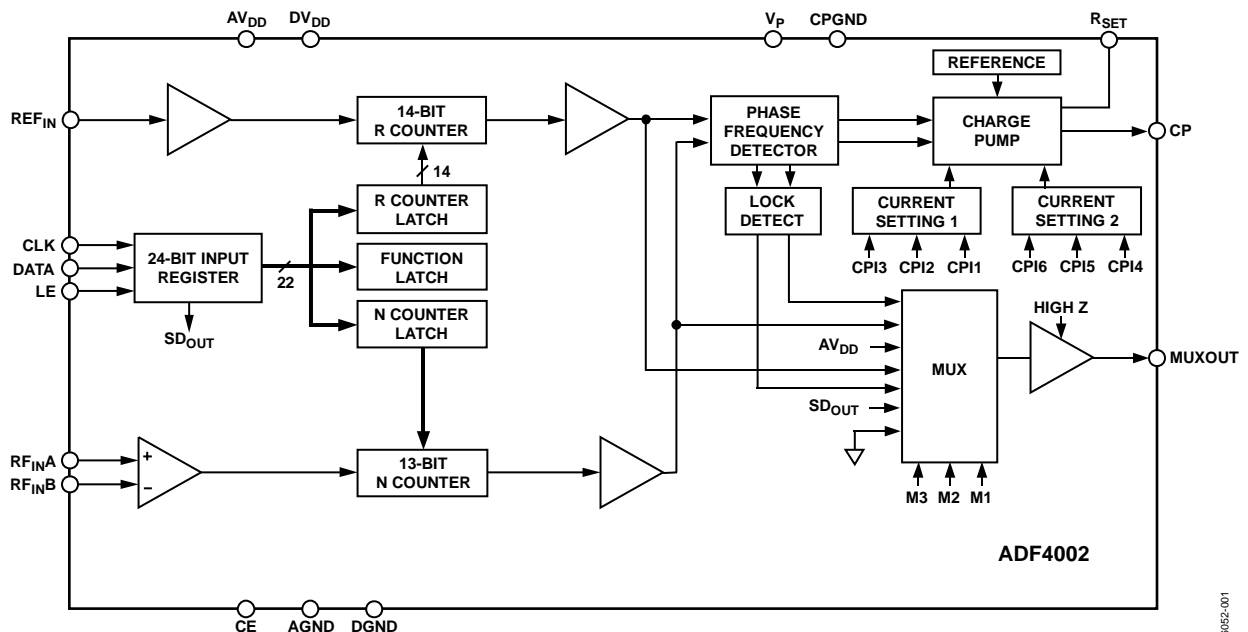 AVDD DVDD VP CPGND RSET
REFERENCE
REFIN
14-BIT
R COUNTER
PHASE
FREQUENCY
DETECTOR
CHARGE
PUMP
CP
14
R COUNTER
LATCH
LOCK
DETECT
CURRENT
SETTING 1
CURRENT
SETTING 2
CLK
DATA
LE
24-BIT INPUT
REGISTER
22
FUNCTION
LATCH
CPI3 CPI2 CPI1 CPI6 CPI5 CPI4
N COUNTER
LATCH
SDOUT
HIGH Z
AVDD
MUX
MUXOUT
SDOUT
RFINA
RFINB
+
−
13-BIT
N COUNTER
M3 M2 M1
ADF4002
CE AGND DGND
6052-001